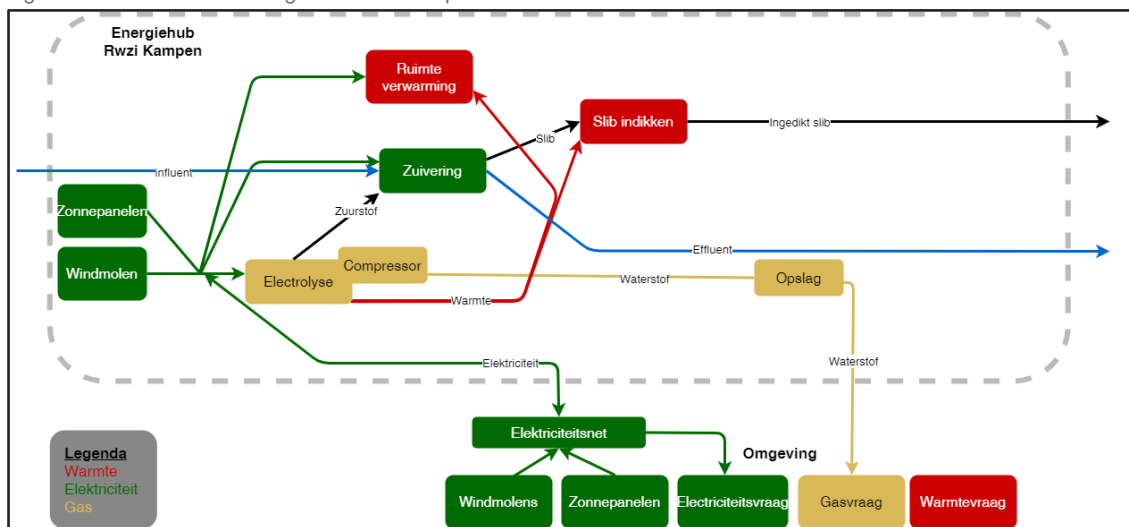 Energiehub
Rwzi Kampen
Ruimte
verwarming
Slib indikken
Ingedikt slib
Slib
Influent
Zuivering
Zonnepanelen
Zuurstof
Windmolen
Effluent
Compressor
Electrolyse
Waterstof
Opslag
Warmte
Elektriciteit
Waterstof
Elektriciteitsnet
Omgeving
Legenda
Warmte
Elektriciteit
Gas
Windmolens
Zonnepanelen
Electriciteitsvraag
Gasvraag
Warmtevraag